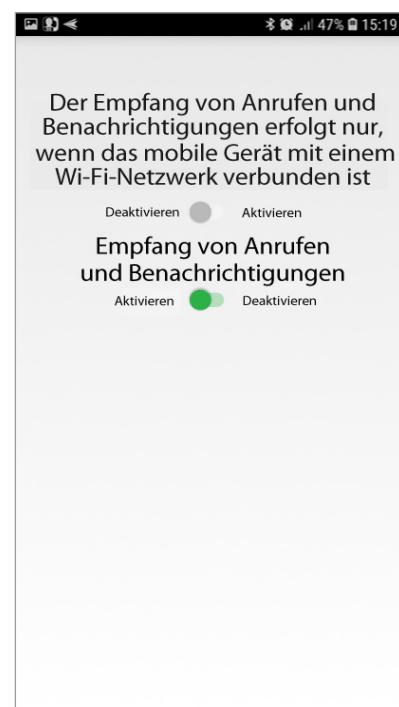 47% 15:19
Der Empfang von Anrufen und
Benachrichtigungen erfolgt nur,
wenn das mobile Gerät mit einem
Wi-Fi-Netzwerk verbunden ist
Deaktivieren Aktivieren
Empfang von Anrufen
und Benachrichtigungen
Aktivieren Deaktivieren